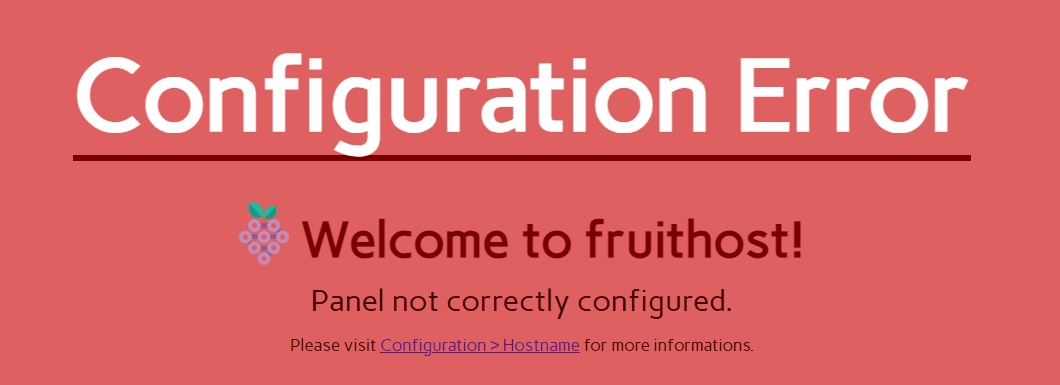 Configuration Error
Welcome to fruithost!
Panel not correctly configured.
Please visit Configuration > Hostname for more informations.